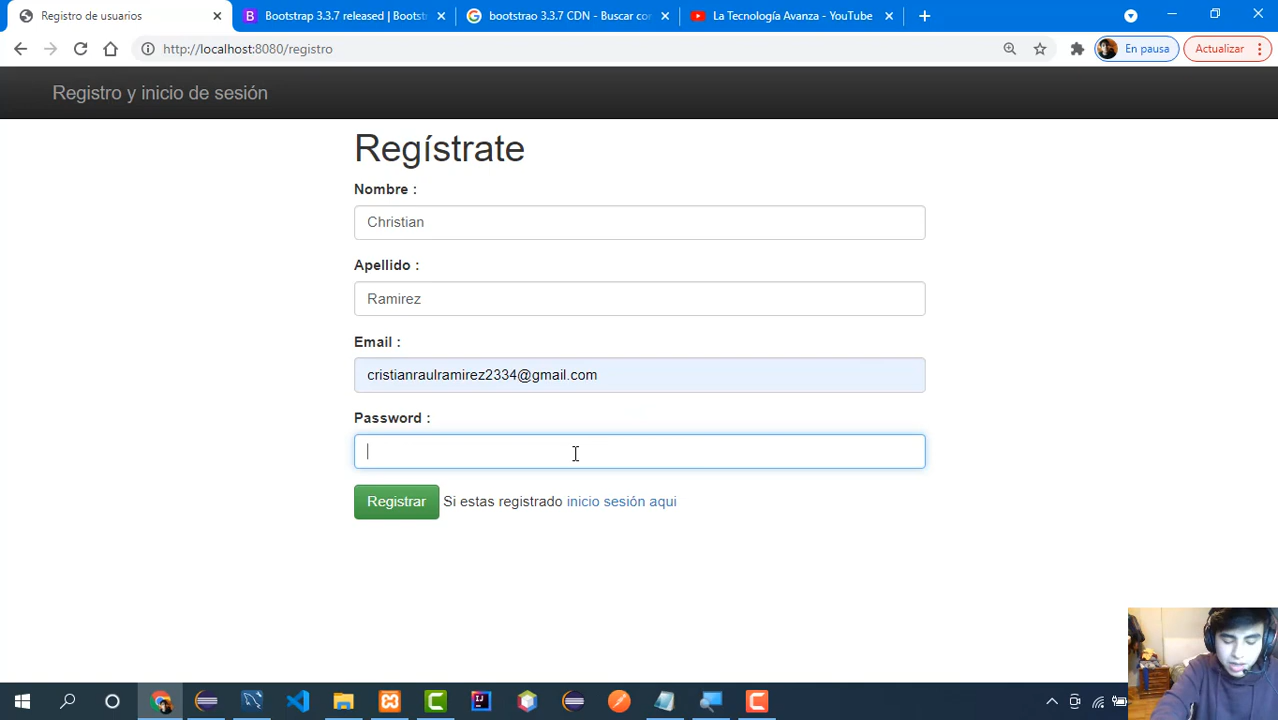 Registro de usuarios
Bootstrap 3.3.7 released | Bootst
bootstrao 3.3.7 CDN - Buscar co
La Tecnología Avanza - YouTube
http://localhost:8080/registro
En pausa
Actualizar
Registro y inicio de sesión
Regístrate
Nombre :
Christian
Apellido :
Ramirez
Email :
cristianraulramirez2334@gmail.com
Password :
Registrar Si estas registrado inicio sesión aqui